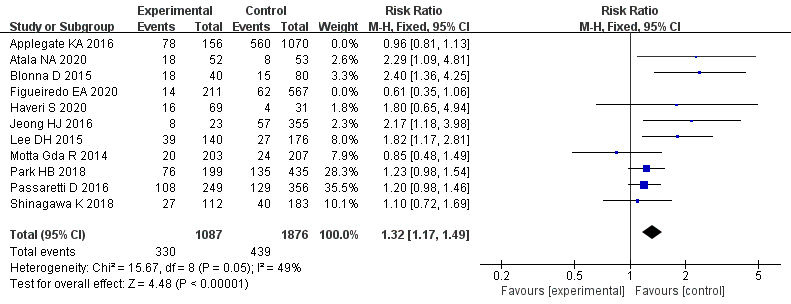 Experimental Control Risk Ratio Risk Ratio
Study or Subgroup Events Total Events Total Weight M-H, Fixed, 95% CI M-H, Fixed, 95% CI
Applegate KA 2016 78 156 560 1070 0.0% 0.96 [0.81, 1.13]
Atala NA 2020 18 52 8 53 2.6% 2.29 [1.09, 4.81]
Blonna D 2015 18 40 15 80 3.3% 2.40 [1.36, 4.25]
Figueiredo EA 2020 14 211 62 567 0.0% 0.61 [0.35, 1.06]
Haveri S 2020 16 69 4 31 1.8% 1.80 [0.65, 4.94]
Jeong HJ 2016 8 23 57 355 2.3% 2.17 [1.18, 3.98]
Lee DH 2015 39 140 27 176 8.0% 1.82 [1.17, 2.81]
Motta Gda R 2014 20 203 24 207 7.9% 0.85 [0.48, 1.49]
Park HB 2018 76 199 135 435 28.3% 1.23 [0.98, 1.54]
Passaretti D 2016 108 249 129 356 35.5% 1.20 [0.98, 1.46]
Shinagawa K 2018 27 112 40 183 10.1% 1.10 [0.72, 1.69]
Total (95% CI) 1087 1876 100.0% 1.32 [1.17, 1.49]
Total events 330 439
Heterogeneity: Chi² = 15.67, df = 8 (P = 0.05); I² = 49%
Test for overall effect: Z = 4.48 (P < 0.00001)
0.2 0.5 1 2 5
Favours [experimental] Favours [control]